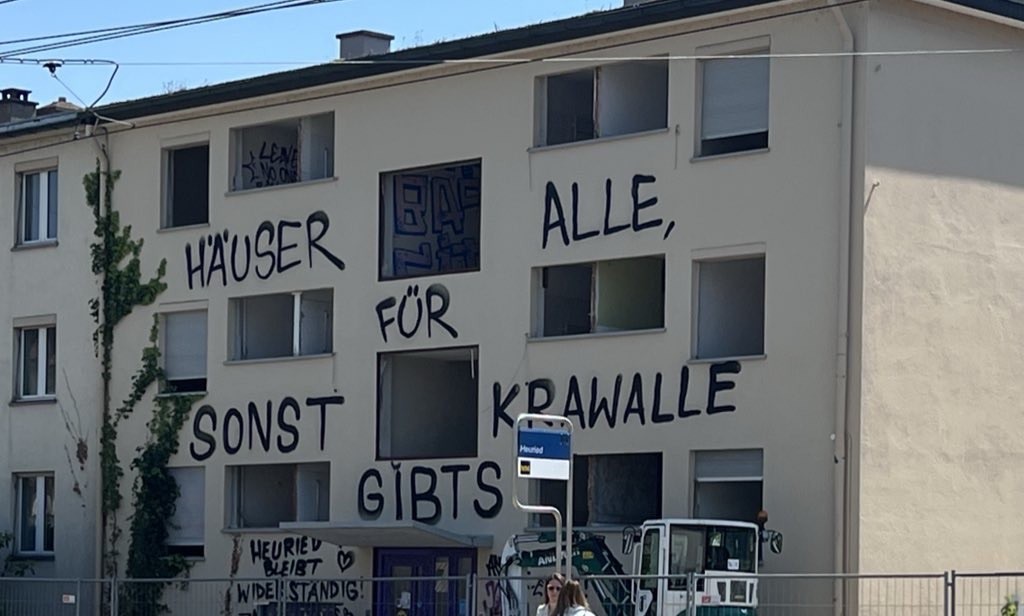 HÄUSER
FÜR
ALLE,
SONST
KRAWALLE
GIBTS
HEURIED
BLEIBT
WIDERSTÄNDIG!
Heuried